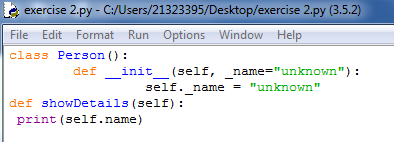 exercise 2.py - C:/Users/21323395/Desktop/exercise 2.py (3.5.2)
File Edit Format Run Options Window Help
class Person():
        def __init__(self, _name="unknown"):
                self._name = "unknown"
def showDetails(self):
 print(self.name)